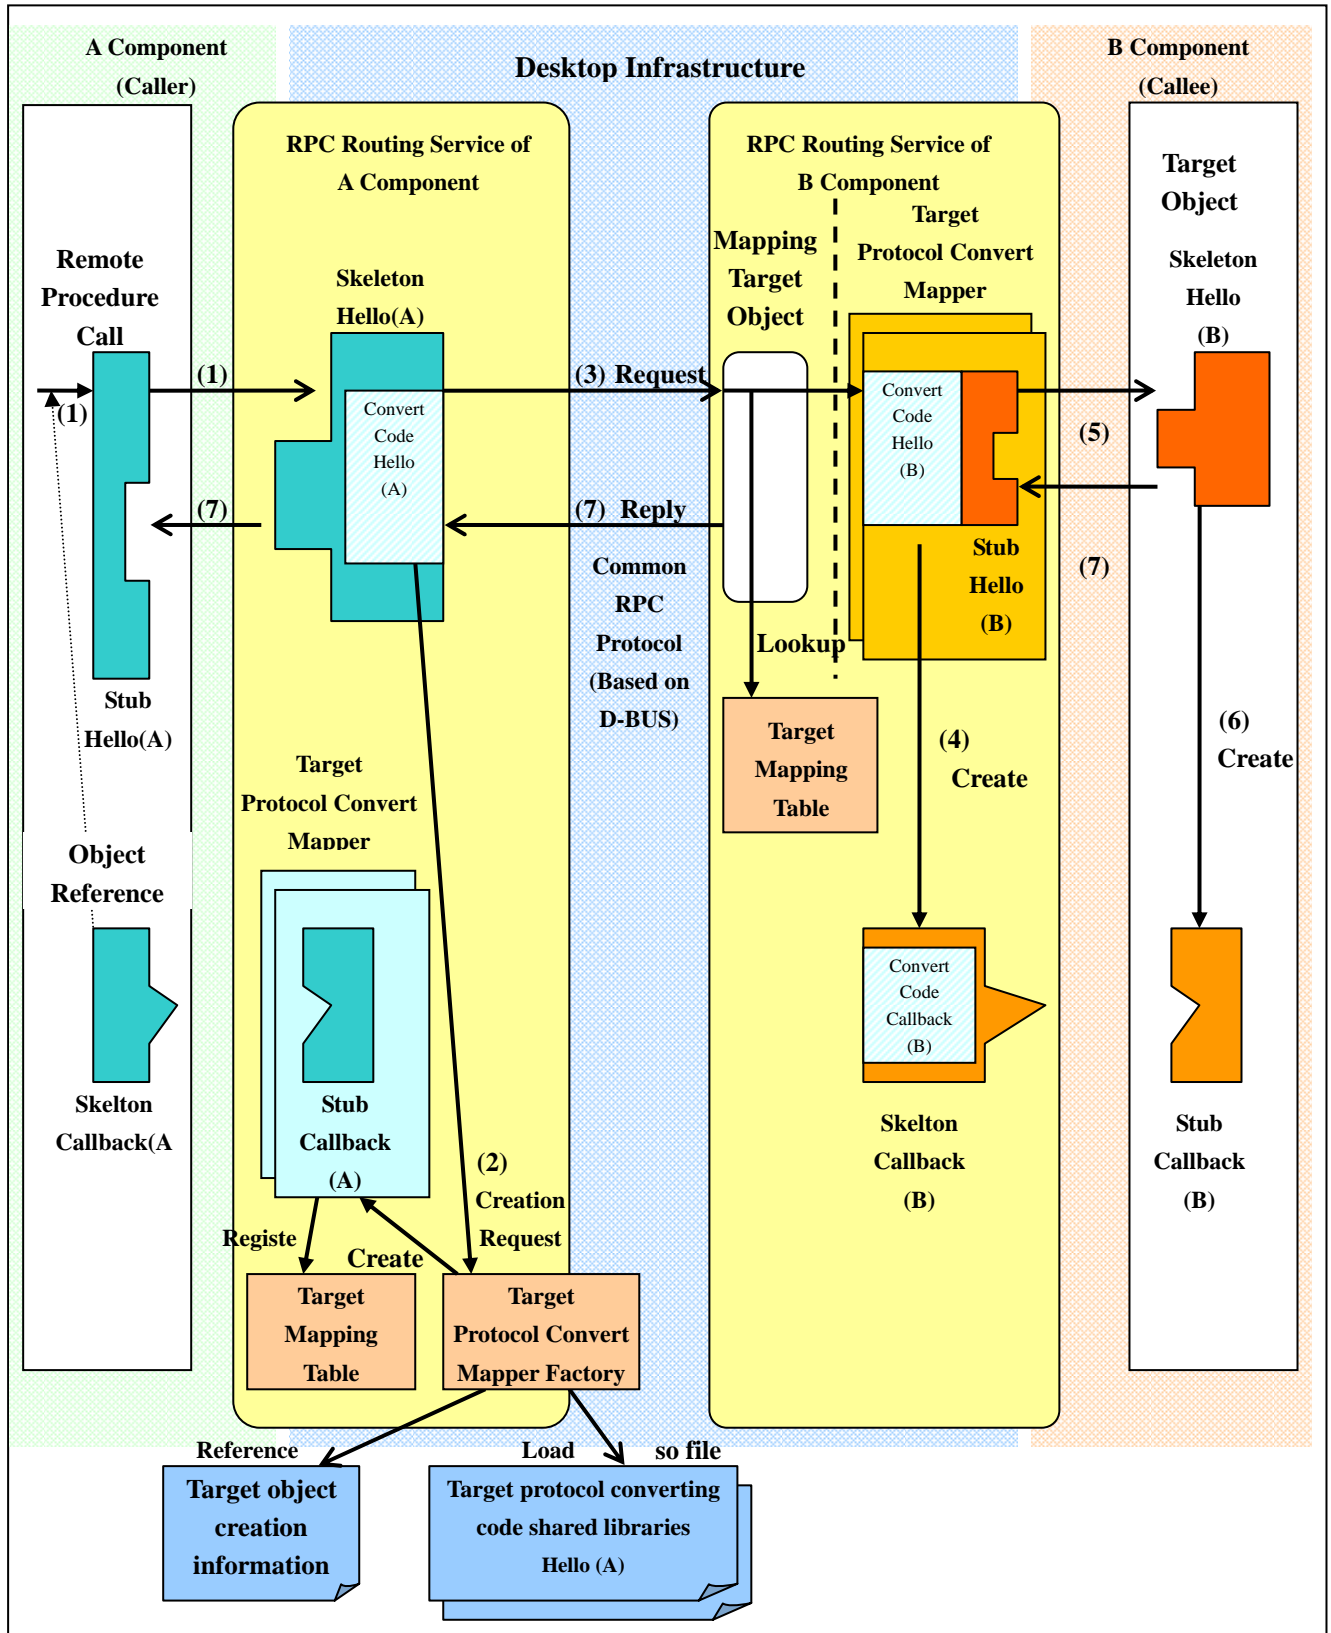 A Component
(Caller)
Desktop Infrastructure
B Component
(Callee)
RPC Routing Service of
A Component
RPC Routing Service of
B Component
Target
Object
Remote
Procedure
Call
Skeleton
Hello(A)
Mapping
Target
Object
Target
Protocol Convert
Mapper
Skeleton
Hello
(B)
(1)
(1)
Convert
Code
Hello
(A)
(3) Request
Convert
Code
Hello
(B)
(5)
(7)
(7) Reply
Common
RPC
Protocol
(Based on
D-BUS)
Stub
Hello
(B)
(7)
Lookup
Stub
Hello(A)
Target
Mapping
Table
(4)
Create
(6)
Create
Target
Protocol Convert
Mapper
Object
Reference
Convert
Code
Callback
(B)
Skelton
Callback(A
Stub
Callback
(A)
Skelton
Callback
(B)
Stub
Callback
(B)
(2)
Creation
Request
Registe
Create
Target
Mapping
Table
Target
Protocol Convert
Mapper Factory
Reference
Load
so file
Target object
creation
information
Target protocol converting
code shared libraries
Hello (A)